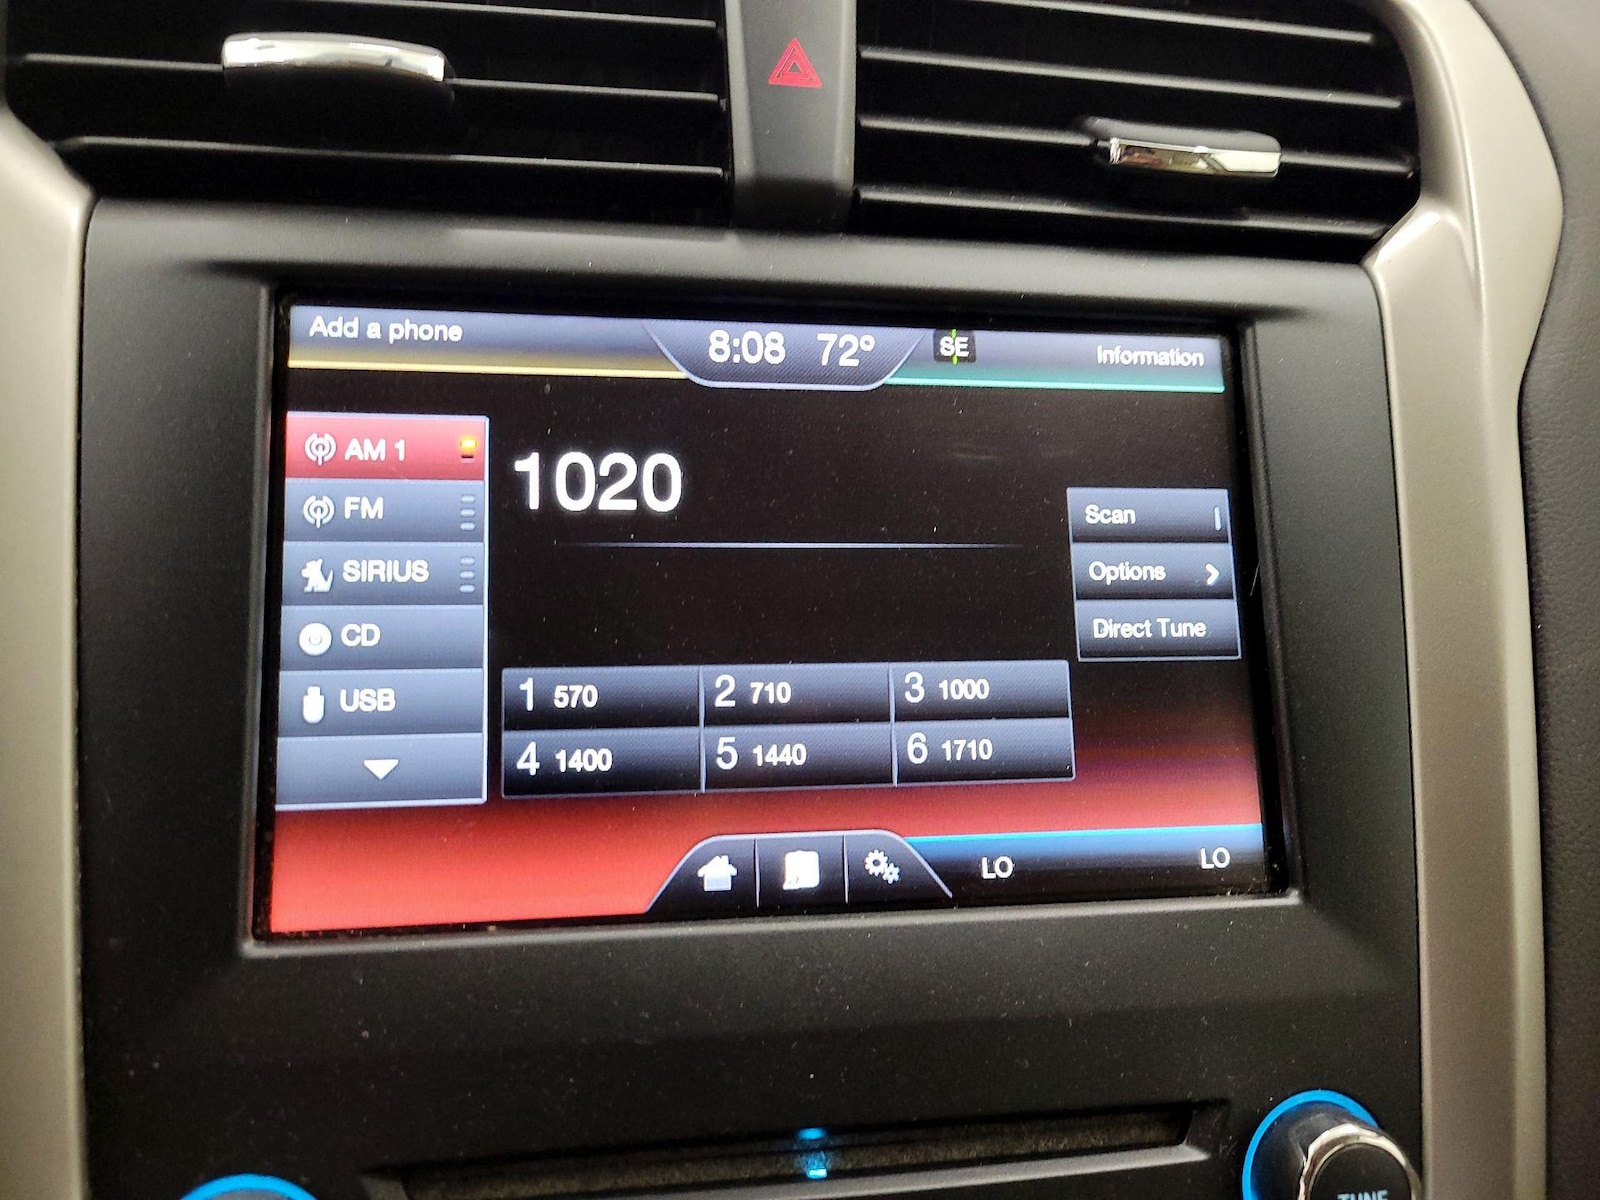 Add a phone
8:08 72°
SE
Information
AM 1
FM
SIRIUS
CD
USB
1020
Scan
Options
Direct Tune
1 570
2 710
3 1000
4 1400
5 1440
6 1710
LO
LO
TUNE